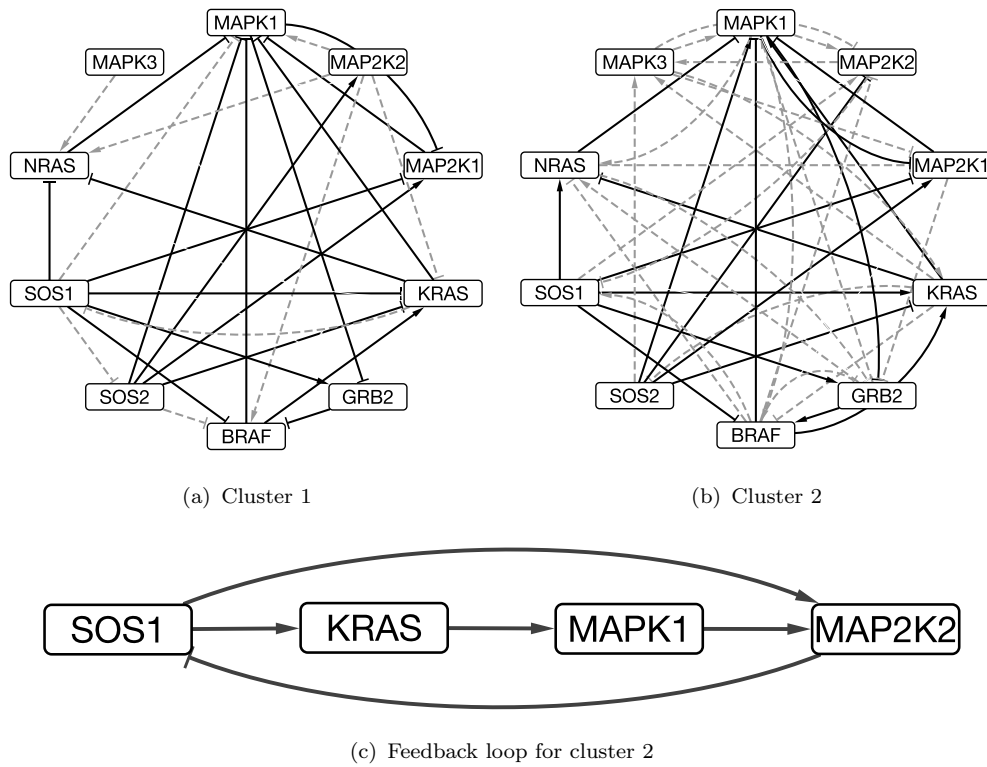 MAPK1 MAPK1
MAPK3 MAP2K2 MAPK3 MAP2K2
NRAS MAP2K1 NRAS MAP2K1
SOS1 KRAS SOS1 KRAS
SOS2 GRB2 SOS2 GRB2
BRAF BRAF
(a) Cluster 1 (b) Cluster 2
SOS1 KRAS MAPK1 MAP2K2
(c) Feedback loop for cluster 2